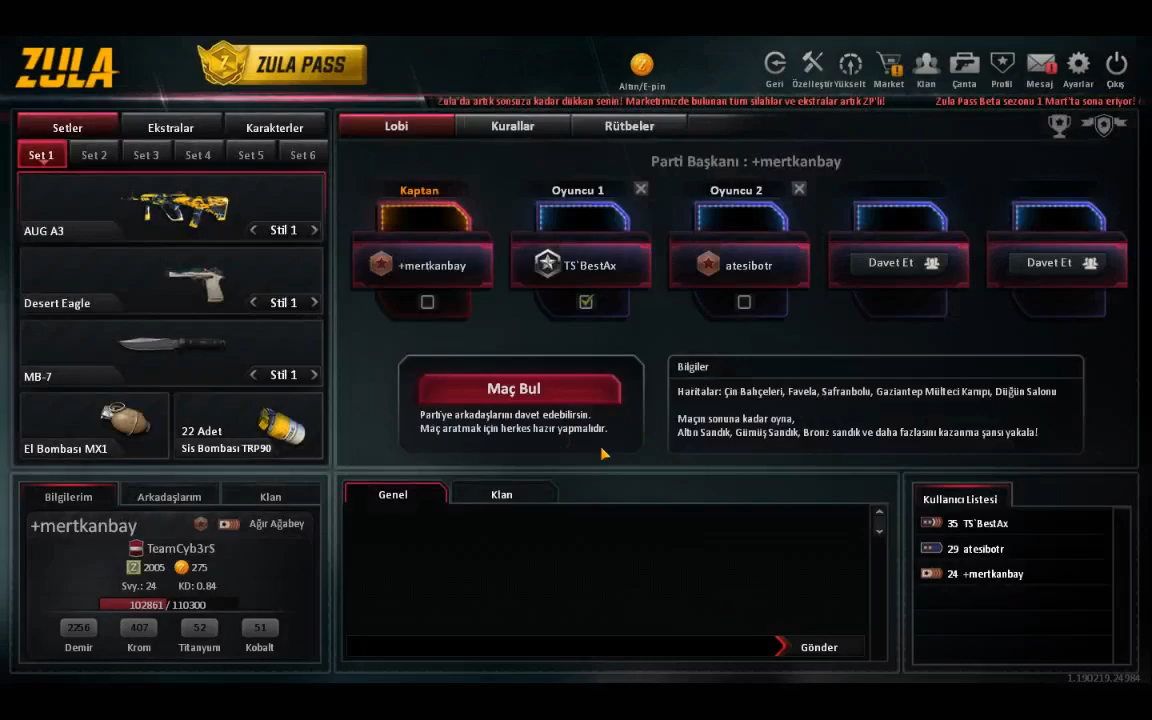 ZULA
ZULA PASS
Altın/E-pin
Geri
Özelleştir
Yükselt
Market
Klan
Çanta
Profil
Mesaj
Ayarlar
Çıkış
Zula'da artık sonsuza kadar dükkan senin! Marketimizde bulunan tüm silahlar ve ekstralar artık ZP'li!
Zula Pass Beta sezonu 1 Mart'ta sona eriyor!
Setler
Ekstralar
Karakterler
Set 1
Set 2
Set 3
Set 4
Set 5
Set 6
AUG A3
Stil 1
Desert Eagle
Stil 1
MB-7
Stil 1
El Bombası MX1
22 Adet
Sis Bombası TRP90
Lobi
Kurallar
Rütbeler
Parti Başkanı : +mertkanbay
Kaptan
Oyuncu 1
Oyuncu 2
+mertkanbay
TS`BestAx
atesibotr
Davet Et
Davet Et
Maç Bul
Parti'ye arkadaşlarını davet edebilirsin.
Maç aratmak için herkes hazır yapmalıdır.
Bilgiler
Haritalar: Çin Bahçeleri, Favela, Safranbolu, Gaziantep Mülteci Kampı, Düğün Salonu
Maçın sonuna kadar oyna,
Altın Sandık, Gümüş Sandık, Bronz sandık ve daha fazlasını kazanma şansı yakala!
Bilgilerim
Arkadaşlarım
Klan
+mertkanbay
Ağır Ağabey
TeamCyb3rS
2005
275
Svy.: 24
KD: 0.84
102861 / 110300
2256
407
52
51
Demir
Krom
Titanyum
Kobalt
Genel
Klan
Gönder
Kullanıcı Listesi
35 TS`BestAx
29 atesibotr
24 +mertkanbay
1.190219.24984